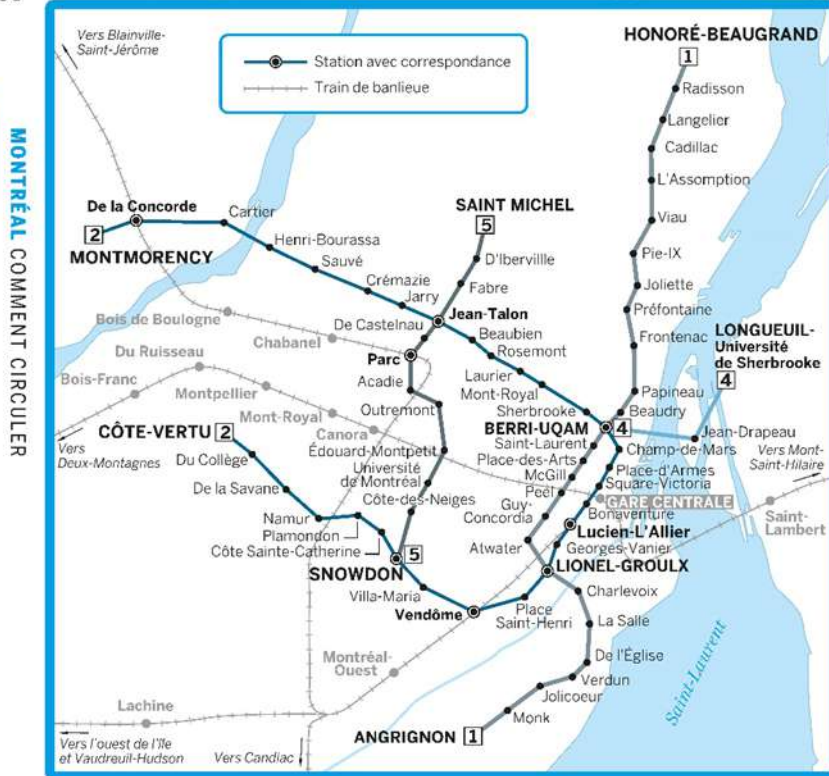 MONTRÉAL COMMENT CIRCULER
Vers Blainville-
Saint-Jérôme
Station avec correspondance
Train de banlieue
HONORÉ-BEAUGRAND
1
Radisson
Langelier
Cadillac
L'Assomption
Viau
Pie-IX
Joliette
Préfontaine
Frontenac
Papineau
Beaudry
De la Concorde
2
MONTMORENCY
Cartier
Henri-Bourassa
Sauvé
Crémazie
Jarry
Jean-Talon
Beaubien
Rosemont
Laurier
Mont-Royal
Sherbrooke
BERRI-UQAM
4
SAINT MICHEL
5
D'Ibervillle
Fabre
De Castelnau
Parc
Acadie
Outremont
Édouard-Montpetit
Université
de Montréal
Côte-des-Neiges
SNOWDON
5
LONGUEUIL-
Université
de Sherbrooke
4
Jean-Drapeau
Bois de Boulogne
Chabanel
Du Ruisseau
Bois-Franc
Montpellier
Mont-Royal
Canora
Vers
Deux-Montagnes
CÔTE-VERTU
2
Du Collège
De la Savane
Namur
Plamondon
Côte Sainte-Catherine
Villa-Maria
Vendôme
Place
Saint-Henri
LIONEL-GROULX
Georges-Vanier
Lucien-L'Allier
Bonaventure
GARE CENTRALE
Square-Victoria
Place-d'Armes
Champ-de-Mars
Saint-Laurent
Place-des-Arts
McGill
Peel
Guy-
Concordia
Atwater
Charlevoix
La Salle
De l'Église
Verdun
Jolicoeur
Monk
ANGRIGNON
1
Vers Mont-
Saint-Hilaire
Saint-
Lambert
Saint-Laurent
Montréal-
Ouest
Lachine
Vers l'ouest de l'île
et Vaudreuil-Hudson
Vers Candiac